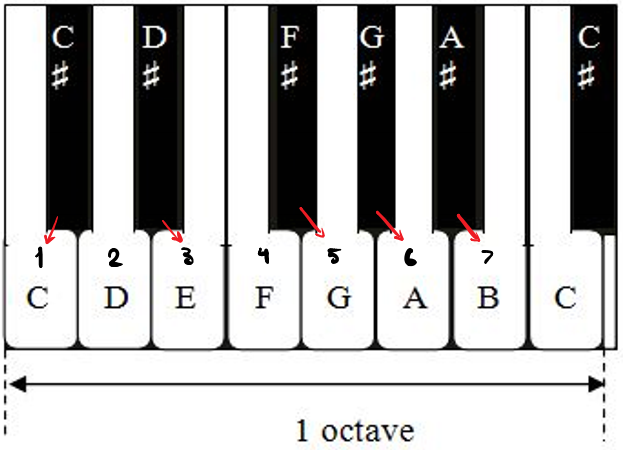 C D F G A C
♯ ♯ ♯ ♯ ♯ ♯
1 2 3 4 5 6 7
C D E F G A B C
1 octave